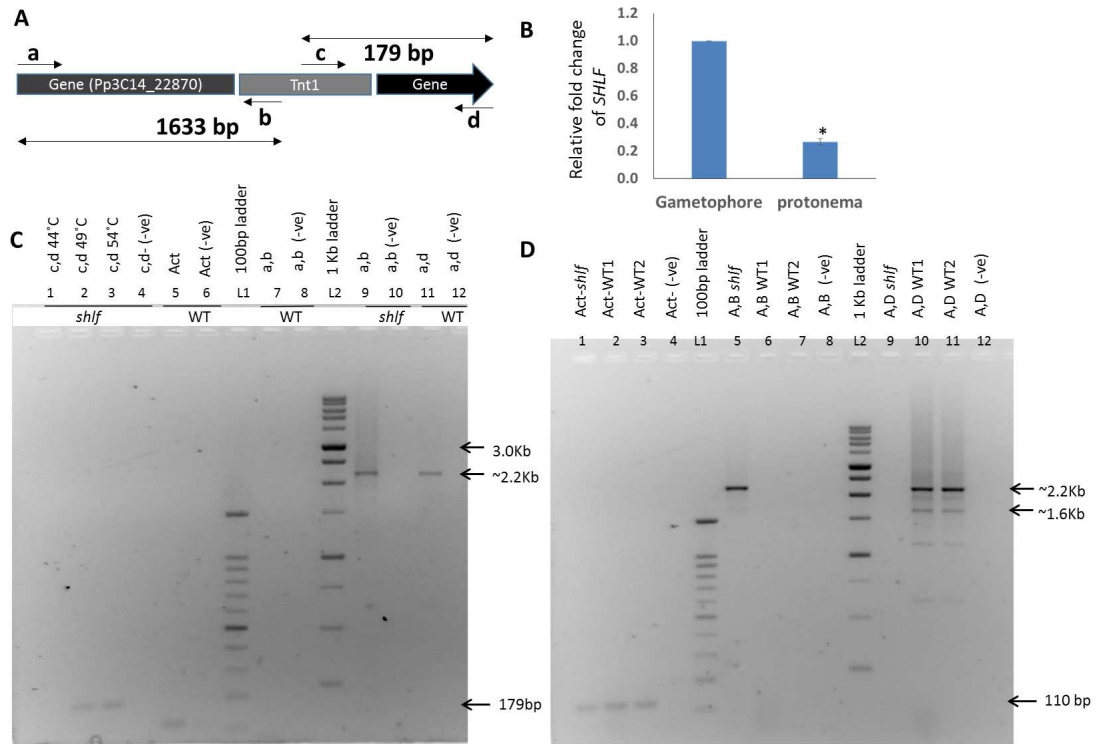 A
a
c
179 bp
Gene (Pp3C14_22870)
Tnt1
Gene
b
d
1633 bp
B
Relative fold change
of SHLF
1.2
1.0
0.8
0.6
0.4
0.2
0.0
*
Gametophore
protonema
C
c,d 44˚C
c,d 49˚C
c,d 54˚C
c,d- (-ve)
Act
Act (-ve)
100bp ladder
a,b
a,b (-ve)
1 Kb ladder
a,b
a,b (-ve)
a,d
a,d (-ve)
1 2 3 4 5 6 L1 7 8 L2 9 10 11 12
shlf WT WT shlf WT
3.0Kb
~2.2Kb
179bp
D
Act-shlf
Act-WT1
Act-WT2
Act- (-ve)
100bp ladder
A,B shlf
A,B WT1
A,B WT2
A,B (-ve)
1 Kb ladder
A,D shlf
A,D WT1
A,D WT2
A,D (-ve)
1 2 3 4 L1 5 6 7 8 L2 9 10 11 12
~2.2Kb
~1.6Kb
110 bp